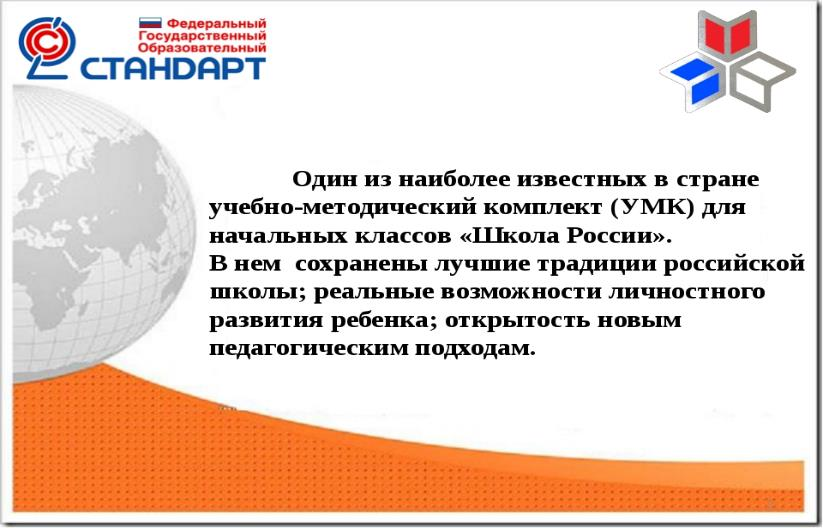 Федеральный
Государственный
Образовательный
СТАНДАРТ
Один из наиболее известных в стране
учебно-методический комплект (УМК) для
начальных классов «Школа России».
В нем сохранены лучшие традиции российской
школы; реальные возможности личностного
развития ребенка; открытость новым
педагогическим подходам.